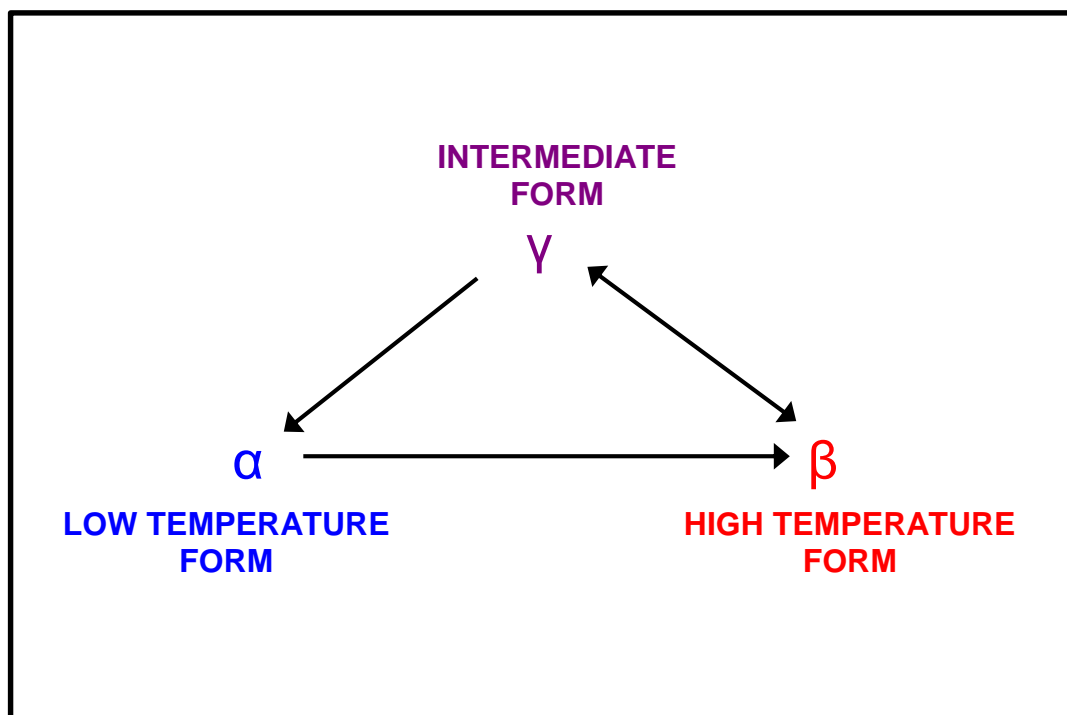 INTERMEDIATE
FORM
γ
α
β
LOW TEMPERATURE
FORM
HIGH TEMPERATURE
FORM